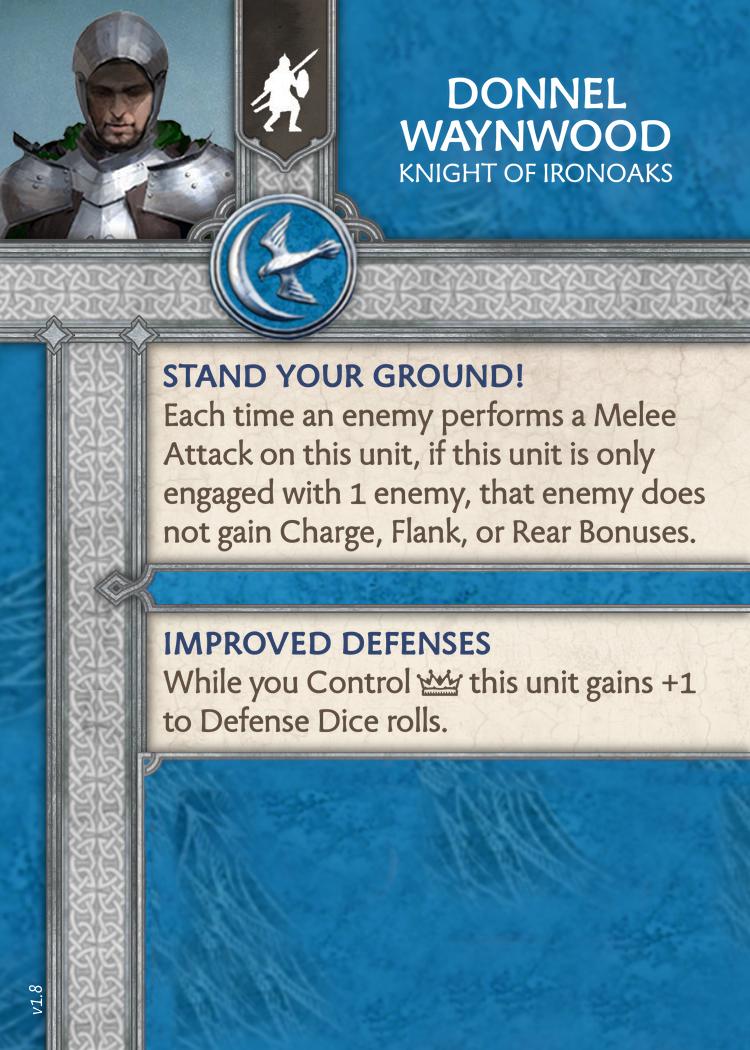 DONNEL
WAYNWOOD
KNIGHT OF IRONOAKS
STAND YOUR GROUND!
Each time an enemy performs a Melee
Attack on this unit, if this unit is only
engaged with 1 enemy, that enemy does
not gain Charge, Flank, or Rear Bonuses.
IMPROVED DEFENSES
While you Control this unit gains +1
to Defense Dice rolls.
v1.8